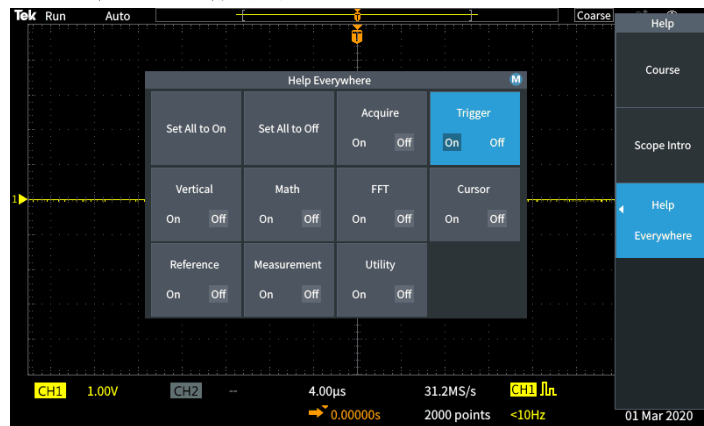 Tek Run Auto Coarse
Help
T
Help Everywhere M
Course
Set All to On Set All to Off Acquire Trigger
On Off On Off
Scope Intro
Vertical Math FFT Cursor
On Off On Off On Off On Off
1
Help
Everywhere
Reference Measurement Utility
On Off On Off On Off
CH1 1.00V CH2 -- 4.00µs 31.2MS/s CH1
0.00000s 2000 points <10Hz 01 Mar 2020